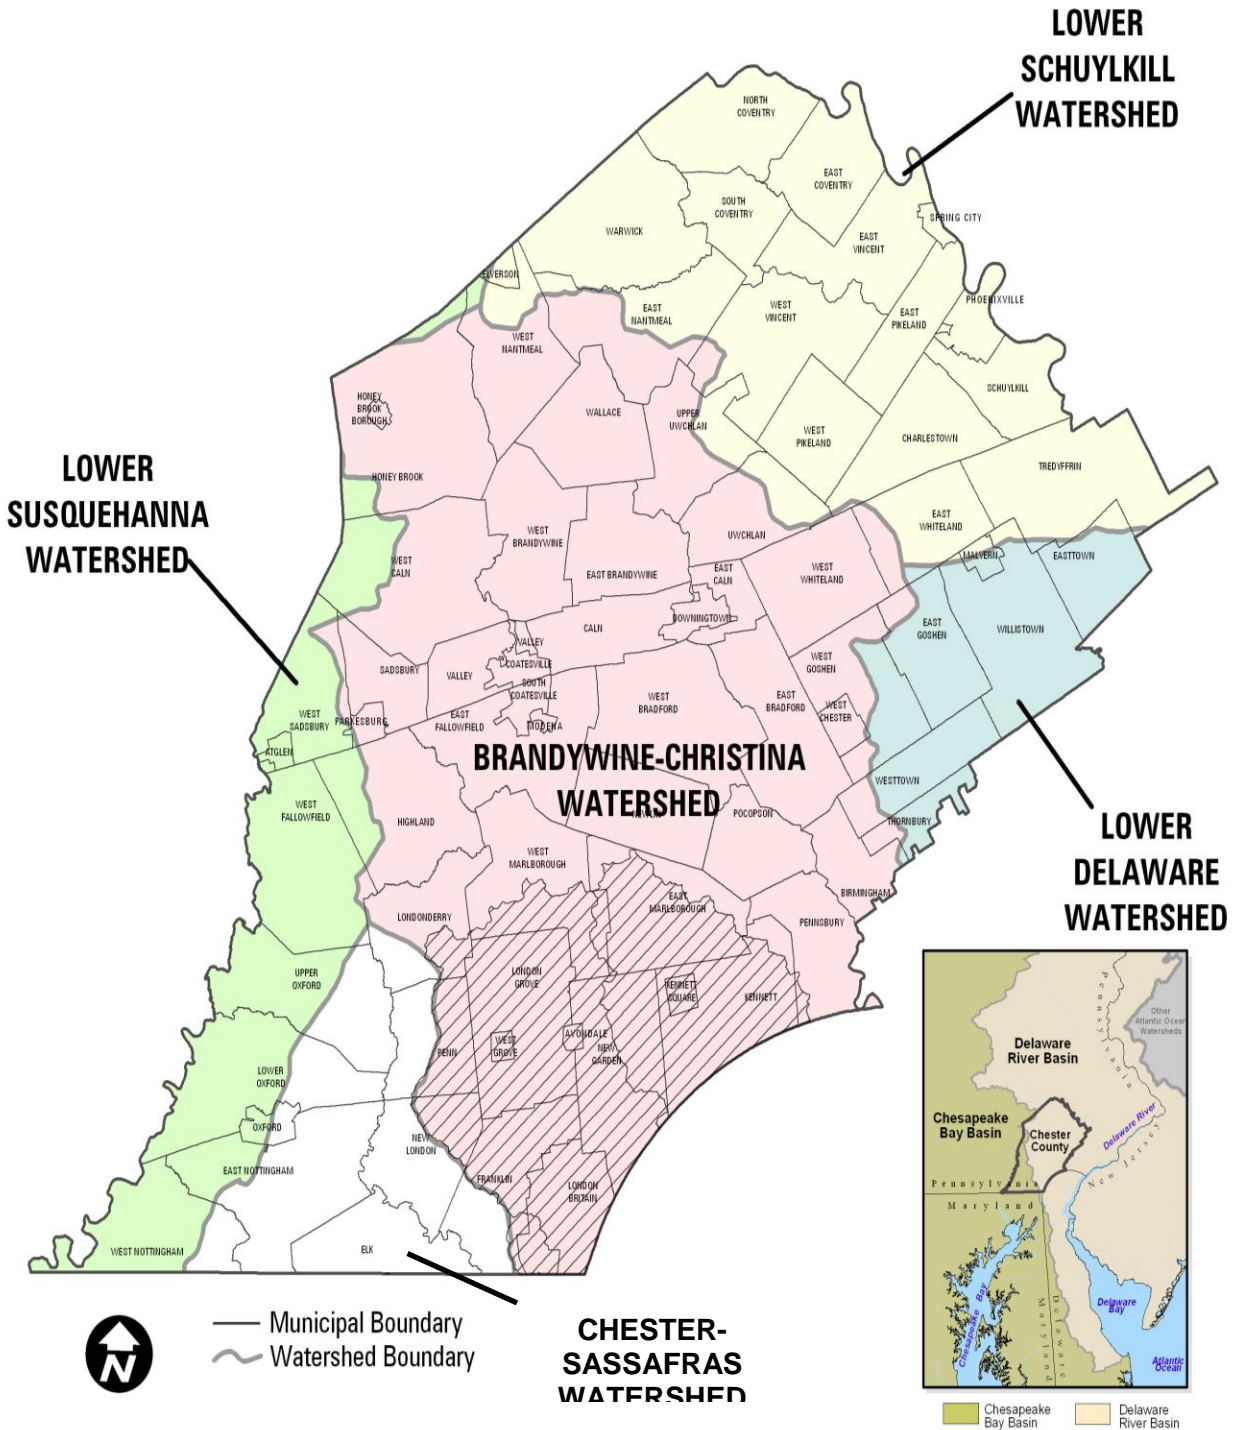 LOWER
SCHUYLKILL
WATERSHED
NORTH
COVENTRY
EAST
COVENTRY
SOUTH
COVENTRY
SPRING CITY
WARWICK
EAST
VINCENT
ELVERSON
PHOENIXVILLE
WEST
VINCENT
EAST
NANTMEAL
EAST
PIKELAND
WEST
NANTMEAL
SCHUYLKILL
HONEY
BROOK
BOROUGH
WALLACE
UPPER
UWCHLAN
WEST
PIKELAND
CHARLESTOWN
TREDYFFRIN
LOWER
SUSQUEHANNA
WATERSHED
HONEY BROOK
EAST
WHITELAND
WEST
BRANDYWINE
UWCHLAN
MALVERN
EASTTOWN
WEST
CALN
EAST BRANDYWINE
EAST
CALN
WEST
WHITELAND
DOWNINGTOWN
CALN
EAST
GOSHEN
WILLISTOWN
VALLEY
COATESVILLE
SADSBURY
VALLEY
SOUTH
COATESVILLE
WEST
GOSHEN
WEST
BRADFORD
EAST
BRADFORD
WEST
CHESTER
WEST
SADSBURY
PARKESBURG
EAST
FALLOWFIELD
MODENA
ATGLEN
BRANDYWINE-CHRISTINA
WATERSHED
WESTTOWN
WEST
FALLOWFIELD
HIGHLAND
POCOPSON
THORNBURY
LOWER
DELAWARE
WATERSHED
WEST
MARLBOROUGH
BIRMINGHAM
EAST
MARLBOROUGH
LONDONDERRY
PENNSBURY
UPPER
OXFORD
LONDON
GROVE
KENNETT
SQUARE
KENNETT
PENN
WEST
GROVE
AVONDALE
NEW
GARDEN
LOWER
OXFORD
OXFORD
NEW
LONDON
EAST NOTTINGHAM
FRANKLIN
LONDON
BRITAIN
WEST NOTTINGHAM
ELK
Municipal Boundary
Watershed Boundary
N
CHESTER-
SASSAFRAS
WATERSHED
Pennsylvania
Other
Atlantic Ocean
Watersheds
Delaware
River Basin
Chesapeake
Bay Basin
Chester
County
Delaware River
New Jersey
Pennsylvania
Maryland
Chesapeake Bay
Maryland
Delaware
Delaware
Bay
Atlantic
Ocean
Chesapeake
Bay Basin
Delaware
River Basin